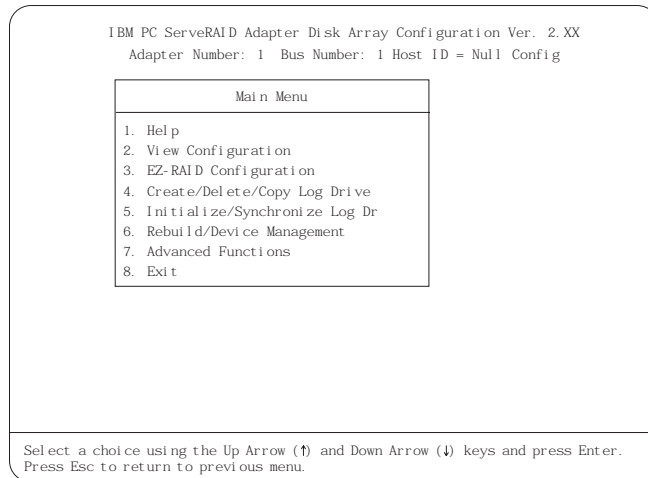 IBM PC ServeRAID Adapter Disk Array Configuration Ver. 2.XX
Adapter Number: 1 Bus Number: 1 Host ID = Null Config
Main Menu
1. Help
2. View Configuration
3. EZ-RAID Configuration
4. Create/Delete/Copy Log Drive
5. Initialize/Synchronize Log Dr
6. Rebuild/Device Management
7. Advanced Functions
8. Exit
Select a choice using the Up Arrow (↑) and Down Arrow (↓) keys and press Enter.
Press Esc to return to previous menu.